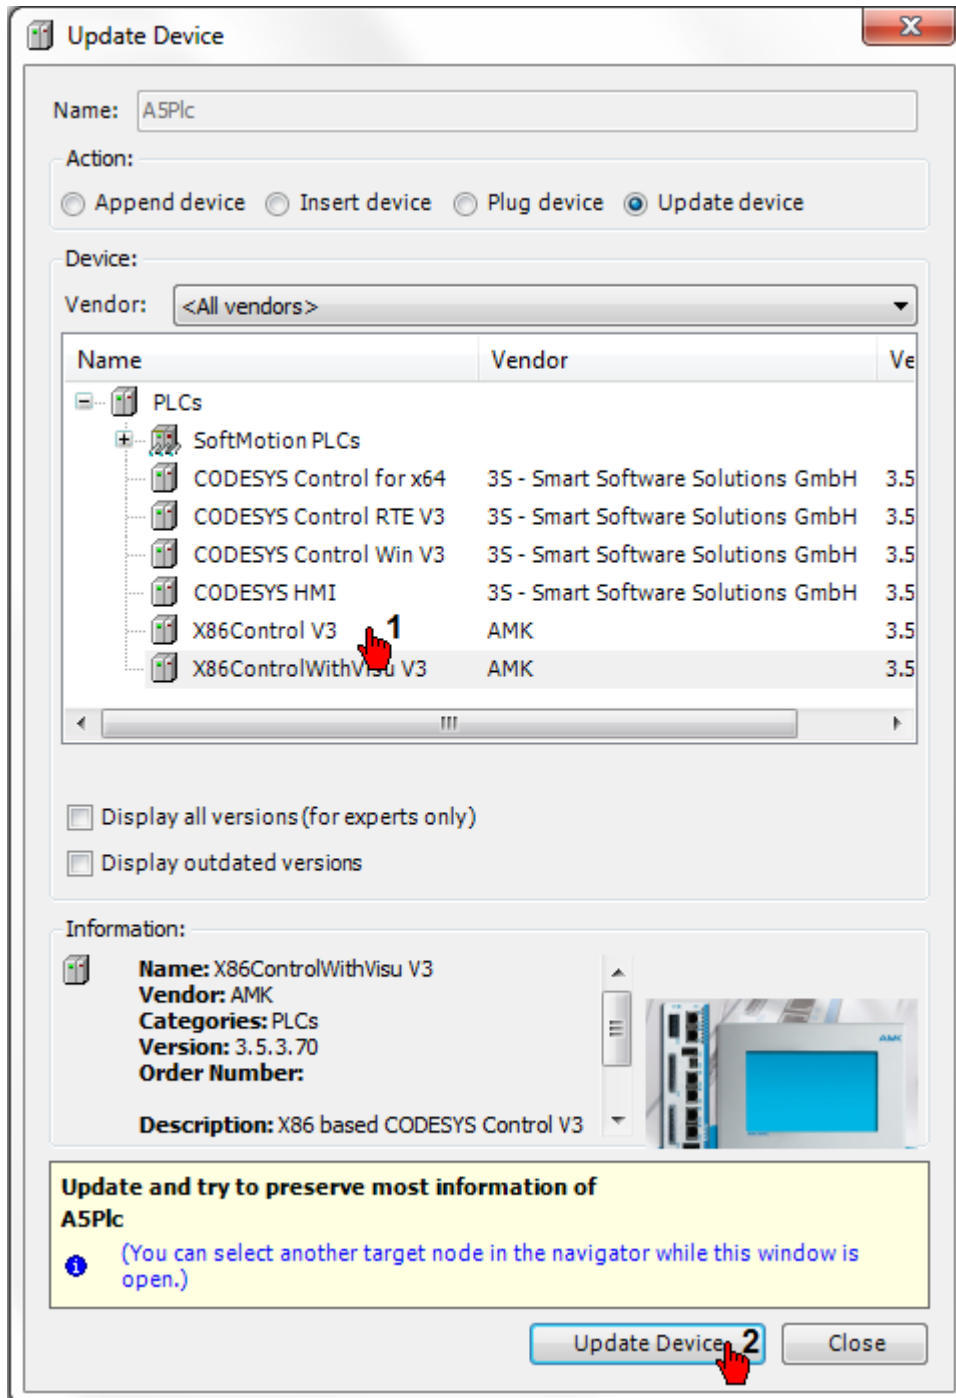 Update Device
Name: A5Plc
Action:
Append device Insert device Plug device Update device
Device:
Vendor: <All vendors>
Name Vendor Ve
PLCs
SoftMotion PLCs
CODESYS Control for x64 3S - Smart Software Solutions GmbH 3.5
CODESYS Control RTE V3 3S - Smart Software Solutions GmbH 3.5
CODESYS Control Win V3 3S - Smart Software Solutions GmbH 3.5
CODESYS HMI 3S - Smart Software Solutions GmbH 3.5
X86Control V3 1 AMK 3.5
X86ControlWithVisu V3 AMK 3.5
Display all versions (for experts only)
Display outdated versions
Information:
Name: X86ControlWithVisu V3
Vendor: AMK
Categories: PLCs
Version: 3.5.3.70
Order Number:
Description: X86 based CODESYS Control V3
AMK
Update and try to preserve most information of
A5Plc
(You can select another target node in the navigator while this window is
open.)
Update Device 2 Close